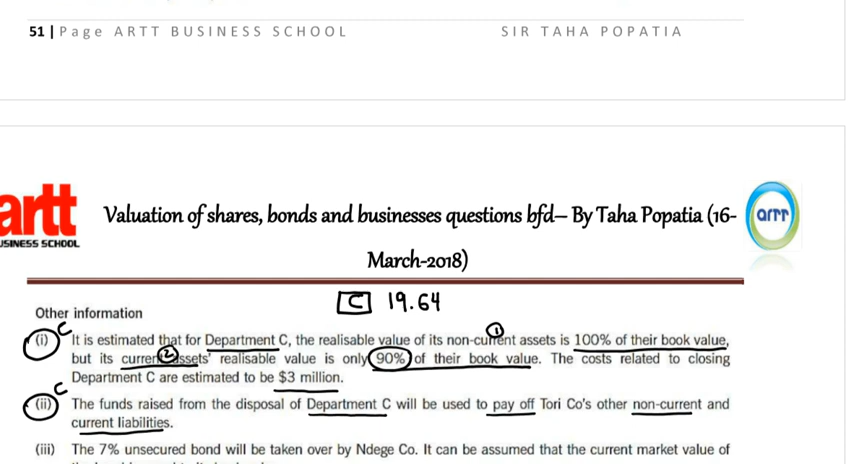 51 | Page ARTT BUSINESS SCHOOL SIR TAHA POPATIA
artt
USINESS SCHOOL
Valuation of shares, bonds and businesses questions bfd– By Taha Popatia (16-
March-2018)
artt
C 19.64
Other information
C
1
(i) It is estimated that for Department C, the realisable value of its non-current assets is 100% of their book value,
2
but its current assets' realisable value is only 90% of their book value. The costs related to closing
Department C are estimated to be $3 million.
C
(ii) The funds raised from the disposal of Department C will be used to pay off Tori Co's other non-current and
current liabilities.
(iii) The 7% unsecured bond will be taken over by Ndege Co. It can be assumed that the current market value of